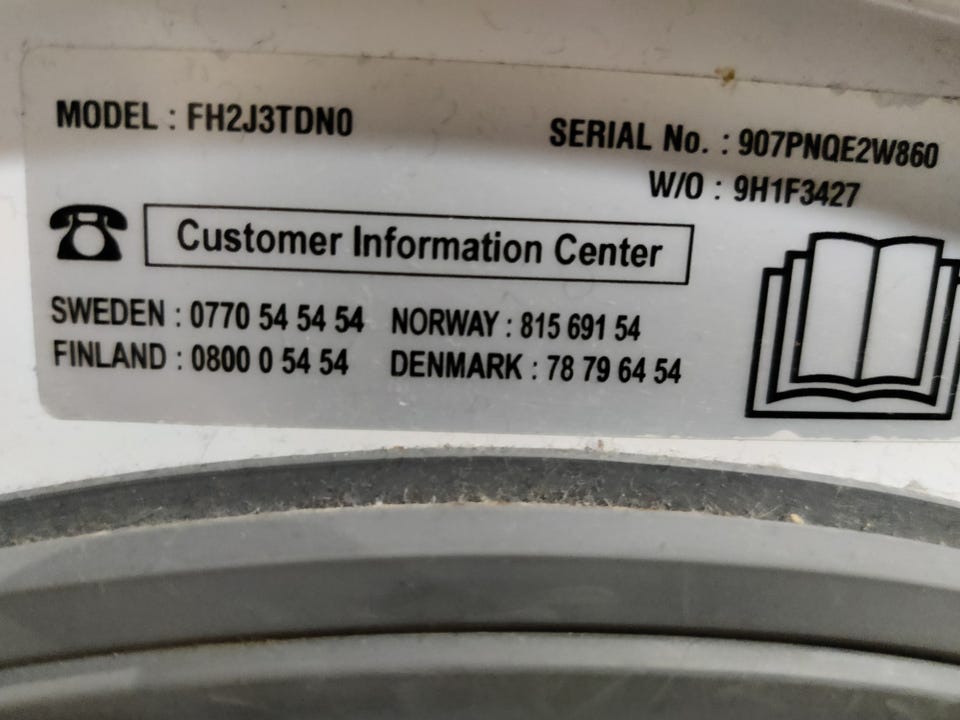 MODEL : FH2J3TDN0
SERIAL No. : 907PNQE2W860
W/O : 9H1F3427
Customer Information Center
SWEDEN : 0770 54 54 54 NORWAY : 815 691 54
FINLAND : 0800 0 54 54 DENMARK : 78 79 64 54